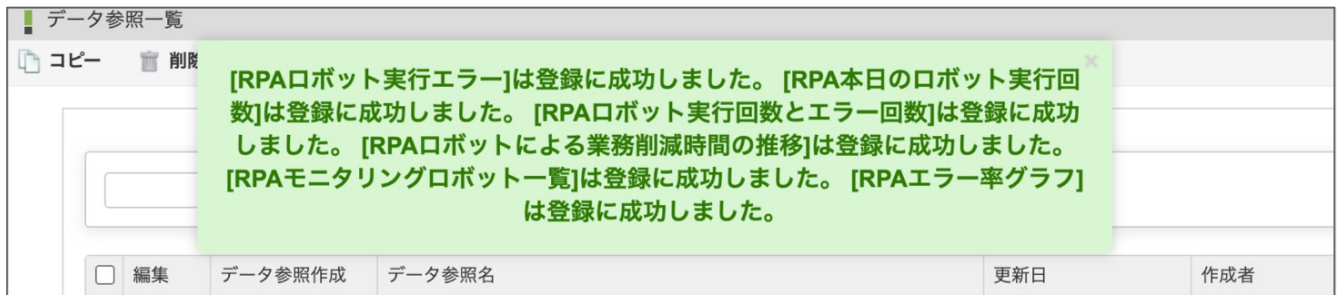 データ参照一覧
コピー 削除
[RPAロボット実行エラー]は登録に成功しました。 [RPA本日のロボット実行回
数]は登録に成功しました。 [RPAロボット実行回数とエラー回数]は登録に成功
しました。 [RPAロボットによる業務削減時間の推移]は登録に成功しました。
[RPAモニタリングロボット一覧]は登録に成功しました。 [RPAエラー率グラフ]
は登録に成功しました。
編集 データ参照作成 データ参照名 更新日 作成者